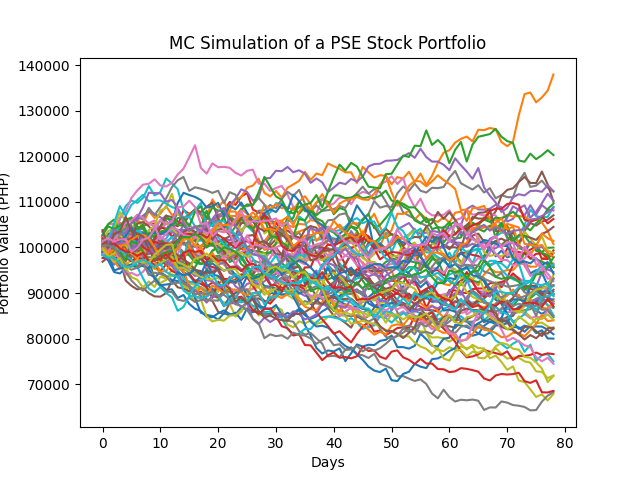 MC Simulation of a PSE Stock Portfolio
140000
130000
120000
110000
100000
90000
80000
70000
Portfolio Value (PHP)
0 10 20 30 40 50 60 70 80
Days